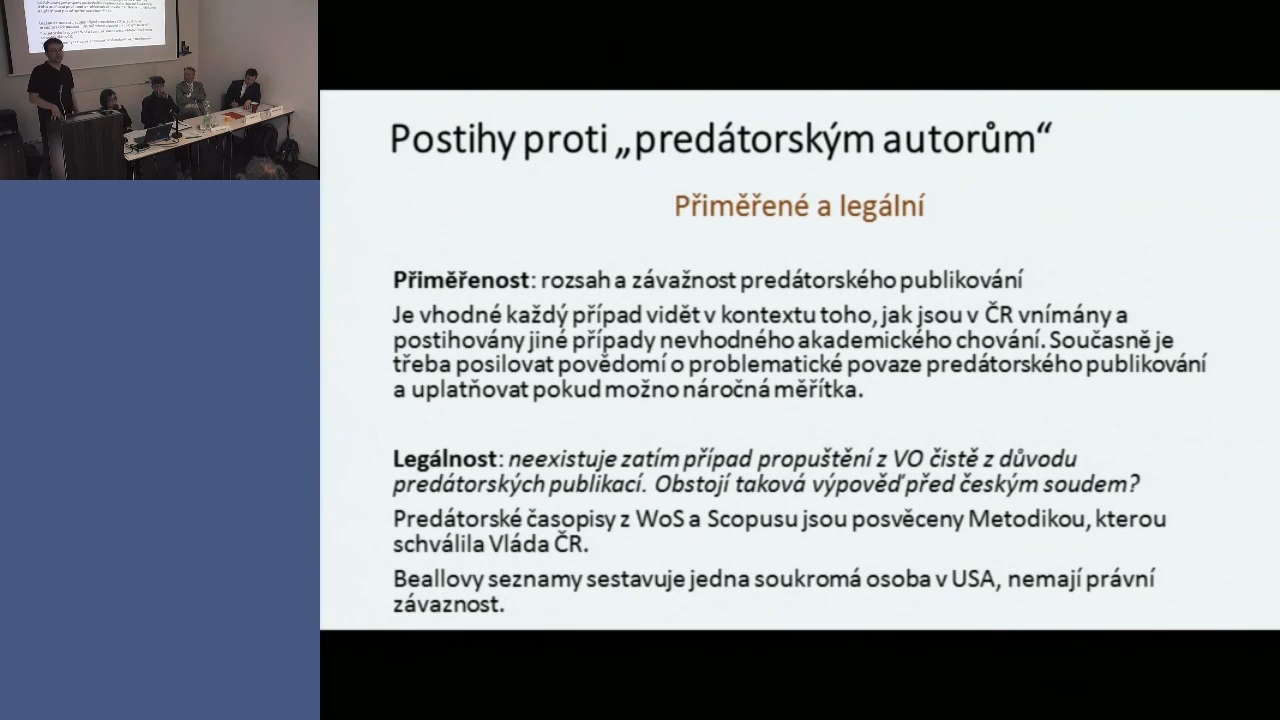 Postihy proti „predátorským autorům“
Přiměřené a legální
Přiměřenost: rozsah a závažnost predátorského publikování
Je vhodné každý případ vidět v kontextu toho, jak jsou v ČR vnímány a
postihovány jiné případy nevhodného akademického chování. Současně je
třeba posilovat povědomí o problematické povaze predátorského publikování
a uplatňovat pokud možno náročná měřítka.
Legálnost: neexistuje zatím případ propuštění z VO čistě z důvodu
predátorských publikací. Obstojí taková výpověď před českým soudem?
Predátorské časopisy z WoS a Scopusu jsou posvěceny Metodikou, kterou
schválila Vláda ČR.
Beallovy seznamy sestavuje jedna soukromá osoba v USA, nemají právní
závaznost.